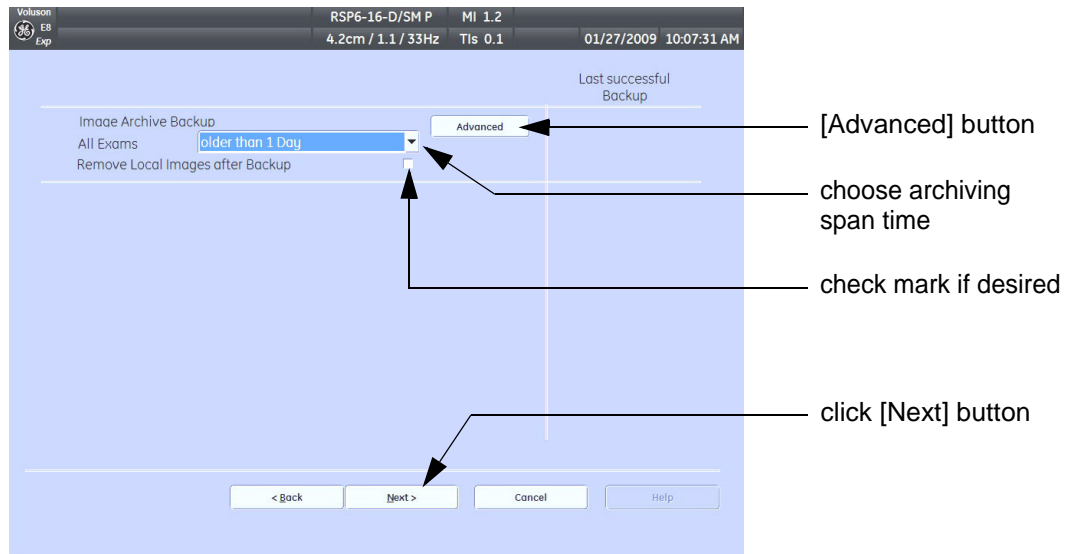 Voluson
E8
Exp
RSP6-16-D/SM P MI 1.2
4.2cm / 1.1 / 33Hz TIs 0.1 01/27/2009 10:07:31 AM
Last successful
Backup
Image Archive Backup
Advanced
[Advanced] button
All Exams older than 1 Day
Remove Local Images after Backup
choose archiving
span time
check mark if desired
click [Next] button
< Back Next > Cancel Help